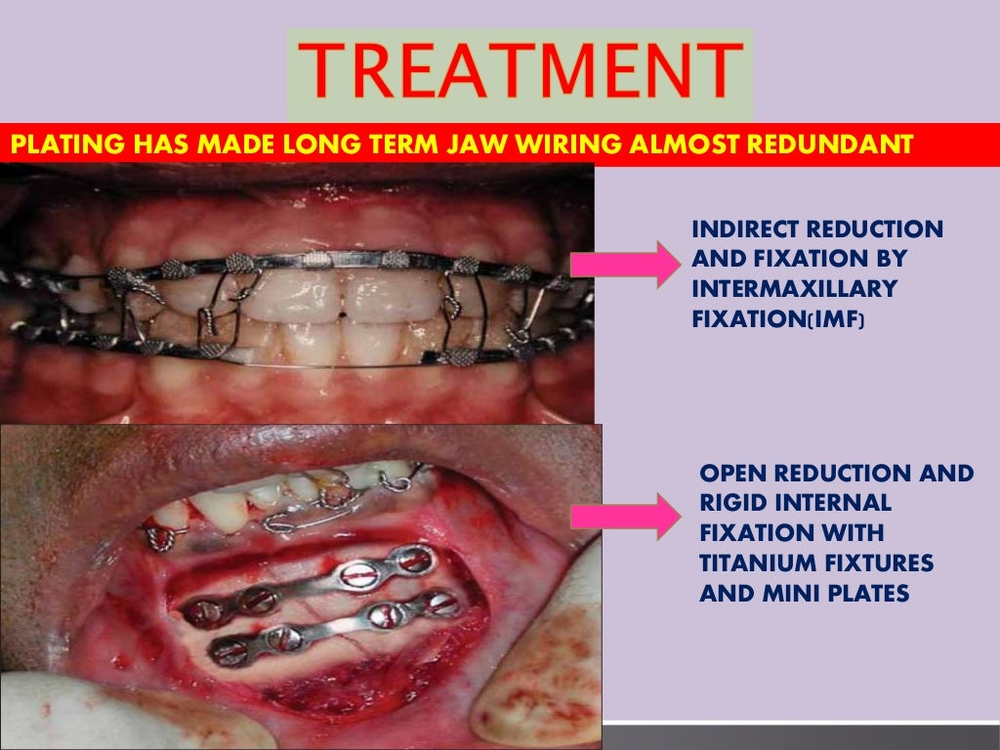 TREATMENT
PLATING HAS MADE LONG TERM JAW WIRING ALMOST REDUNDANT
INDIRECT REDUCTION
AND FIXATION BY
INTERMAXILLARY
FIXATION(IMF)
OPEN REDUCTION AND
RIGID INTERNAL
FIXATION WITH
TITANIUM FIXTURES
AND MINI PLATES